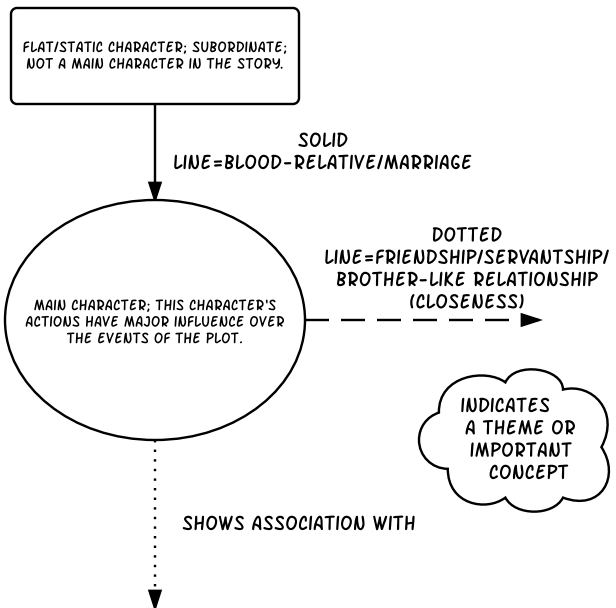 FLAT/STATIC CHARACTER; SUBORDINATE;
NOT A MAIN CHARACTER IN THE STORY.
SOLID
LINE=BLOOD-RELATIVE/MARRIAGE
DOTTED
LINE=FRIENDSHIP/SERVANTSHIP/
BROTHER-LIKE RELATIONSHIP
(CLOSENESS)
MAIN CHARACTER; THIS CHARACTER'S
ACTIONS HAVE MAJOR INFLUENCE OVER
THE EVENTS OF THE PLOT.
INDICATES
A THEME OR
IMPORTANT
CONCEPT
SHOWS ASSOCIATION WITH